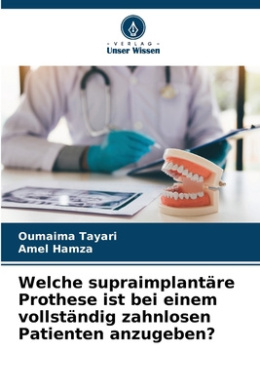 VERLAG
Unser Wissen
Oumaima Tayari
Amel Hamza
Welche supraimplantäre
Prothese ist bei einem
vollständig zahnlosen
Patienten anzugeben?